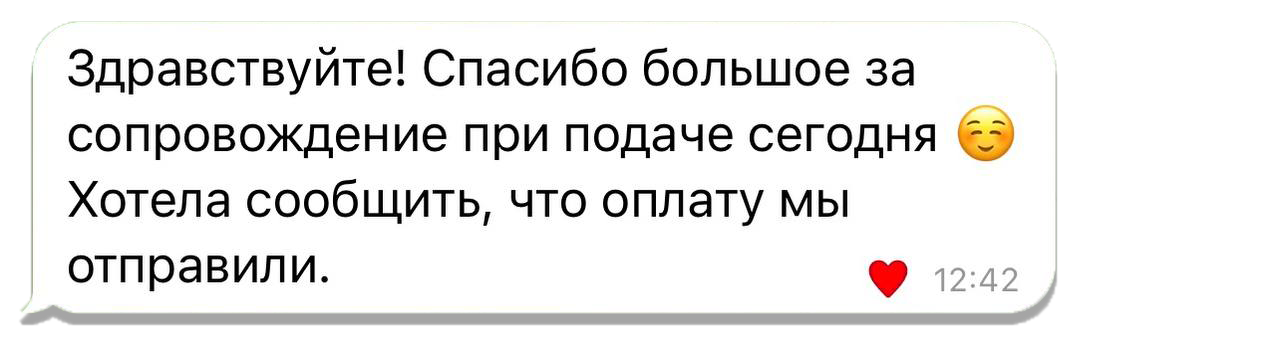 Здравствуйте! Спасибо большое за
сопровождение при подаче сегодня ☺️
Хотела сообщить, что оплату мы
отправили.
❤️ 12:42